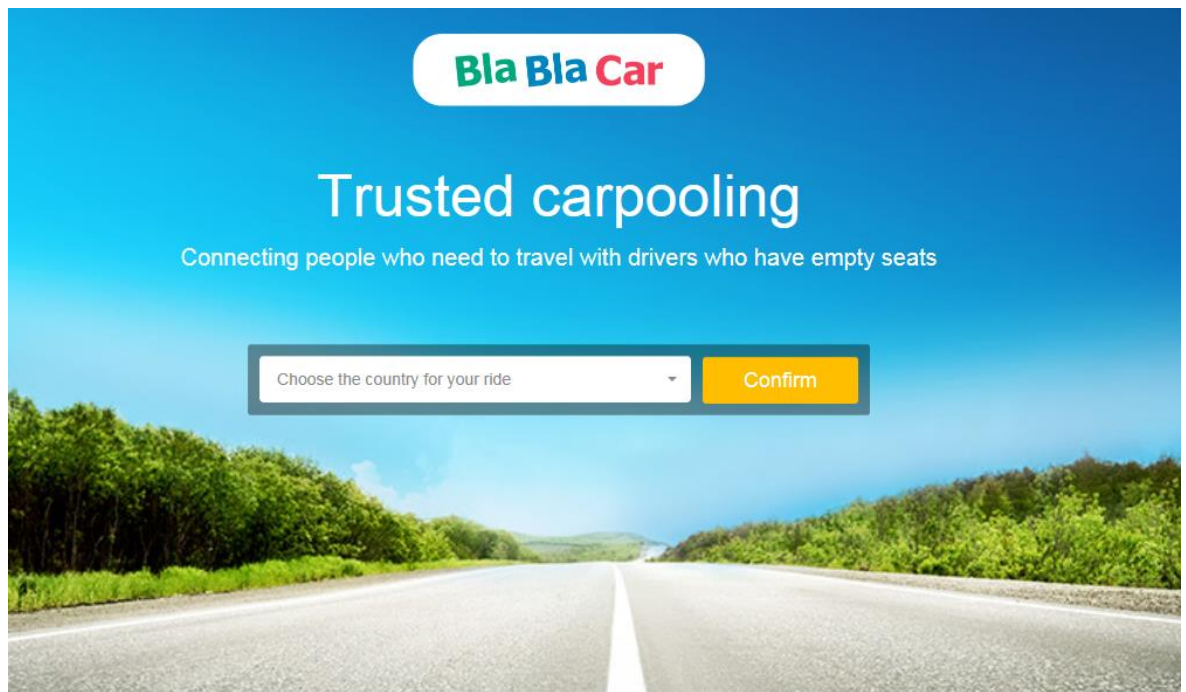 Bla Bla Car
Trusted carpooling
Connecting people who need to travel with drivers who have empty seats
Choose the country for your ride
Confirm